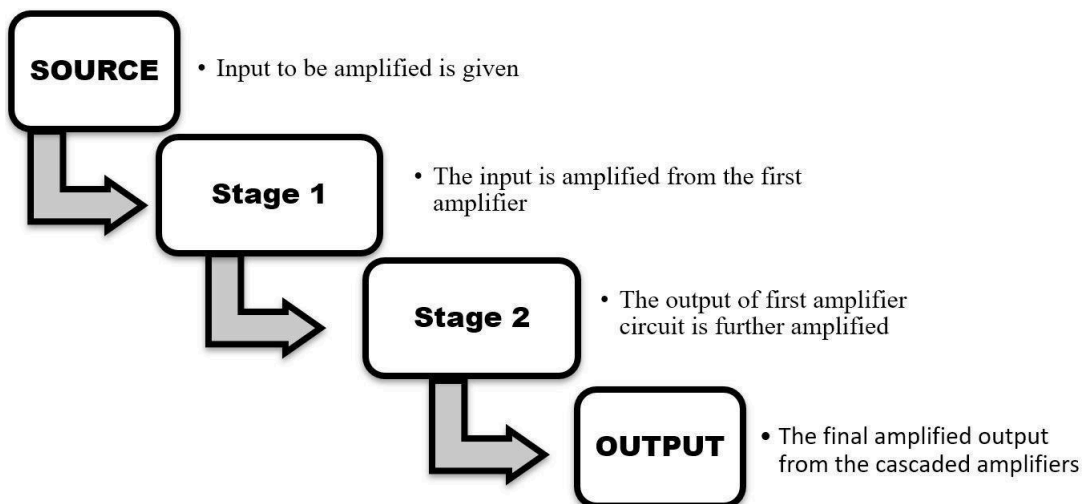 SOURCE
• Input to be amplified is given
Stage 1
• The input is amplified from the first
amplifier
Stage 2
• The output of first amplifier
circuit is further amplified
OUTPUT
• The final amplified output
from the cascaded amplifiers